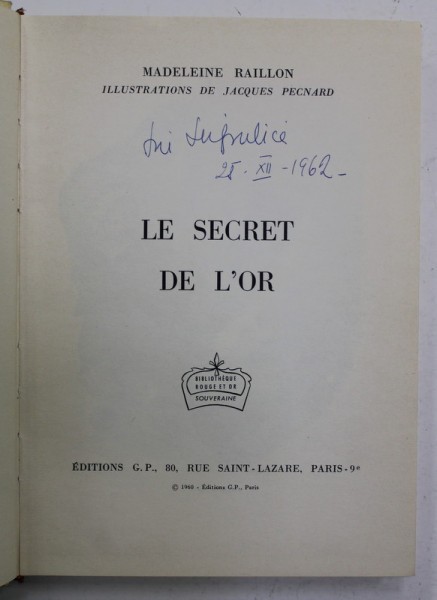 MADELEINE RAILLON
ILLUSTRATIONS DE JACQUES PECNARD
XII - 1962 -
LE SECRET
DE L'OR
BIBLIOTHÈQUE
ROUGE ET OR
SOUVERAINE
ÉDITIONS G. P., 80, RUE SAINT-LAZARE, PARIS-9e
© 1960 - Éditions G.P., Paris